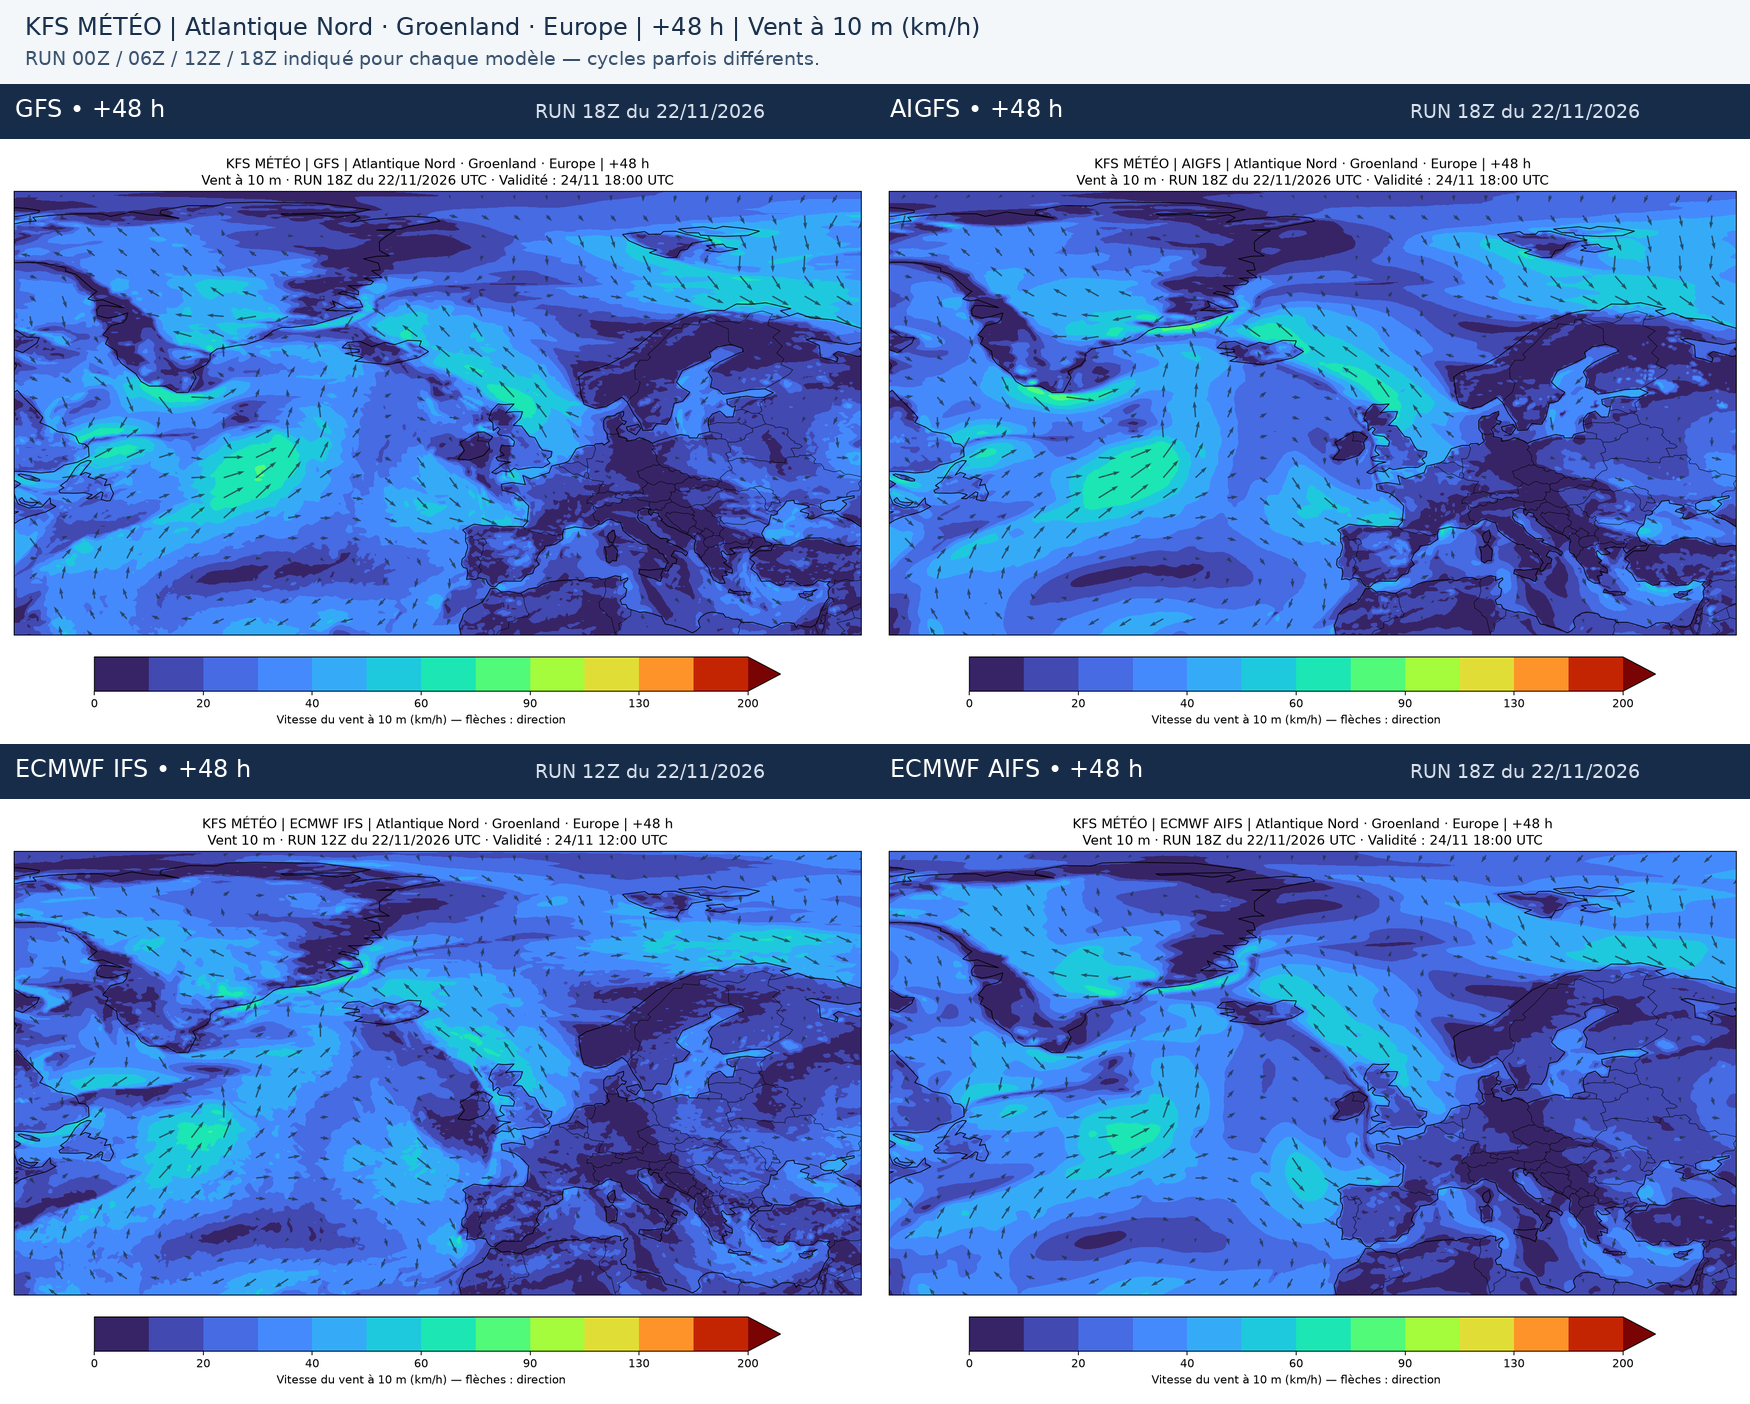 KFS MÉTÉO | Atlantique Nord · Groenland · Europe | +48 h | Vent à 10 m (km/h)
RUN 00Z / 06Z / 12Z / 18Z indiqué pour chaque modèle — cycles parfois différents.
GFS • +48 h
RUN 18Z du 22/11/2026
KFS MÉTÉO | GFS | Atlantique Nord · Groenland · Europe | +48 h
Vent à 10 m · RUN 18Z du 22/11/2026 UTC · Validité : 24/11 18:00 UTC
0 20 40 60 90 130 200
Vitesse du vent à 10 m (km/h) — flèches : direction
AIGFS • +48 h
RUN 18Z du 22/11/2026
KFS MÉTÉO | AIGFS | Atlantique Nord · Groenland · Europe | +48 h
Vent à 10 m · RUN 18Z du 22/11/2026 UTC · Validité : 24/11 18:00 UTC
0 20 40 60 90 130 200
Vitesse du vent à 10 m (km/h) — flèches : direction
ECMWF IFS • +48 h
RUN 12Z du 22/11/2026
KFS MÉTÉO | ECMWF IFS | Atlantique Nord · Groenland · Europe | +48 h
Vent 10 m · RUN 12Z du 22/11/2026 UTC · Validité : 24/11 12:00 UTC
0 20 40 60 90 130 200
Vitesse du vent à 10 m (km/h) — flèches : direction
ECMWF AIFS • +48 h
RUN 18Z du 22/11/2026
KFS MÉTÉO | ECMWF AIFS | Atlantique Nord · Groenland · Europe | +48 h
Vent 10 m · RUN 18Z du 22/11/2026 UTC · Validité : 24/11 18:00 UTC
0 20 40 60 90 130 200
Vitesse du vent à 10 m (km/h) — flèches : direction